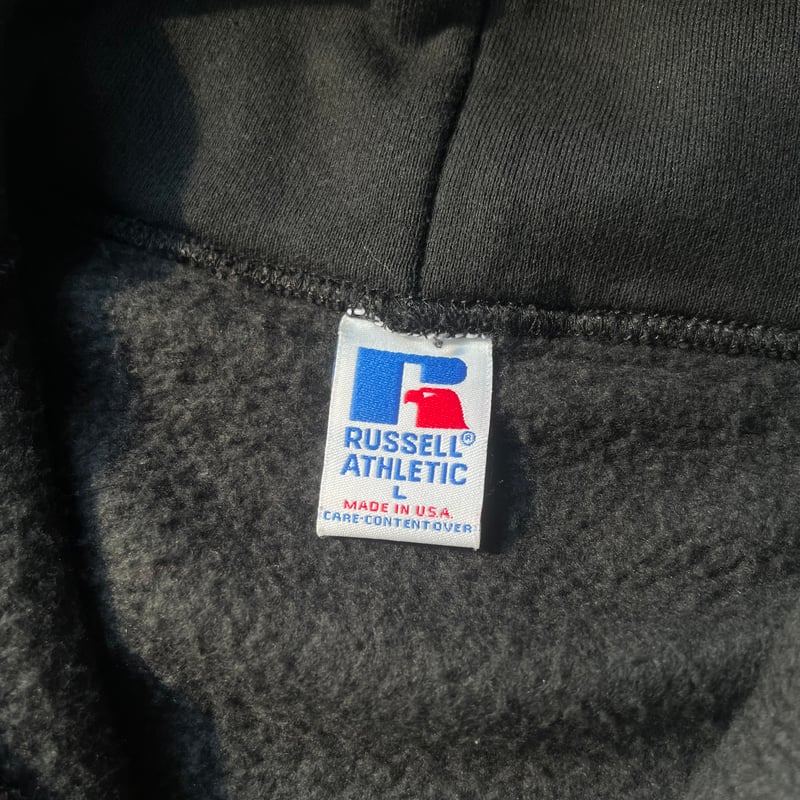 RUSSELL®
ATHLETIC
L
MADE IN U.S.A.
CARE-CONTENT OVER